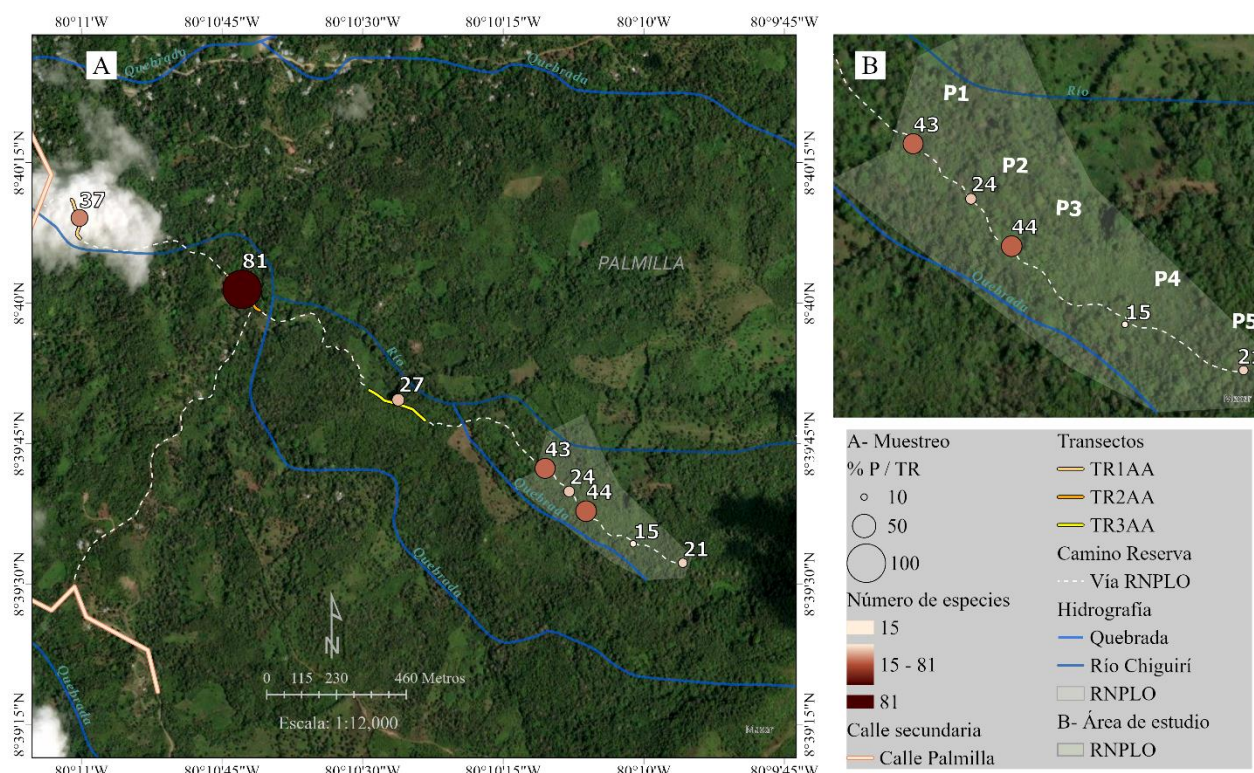 80°11'W
80°10'45"W
80°10'30"W
80°10'15"W
80°10'W
80°9'45"W
A
Quebrada
Quebrada
8°40'15"N
8°40'15"N
37
81
PALMILLA
8°40'N
8°40'N
Río
27
8°39'45"N
8°39'45"N
43
24
44
Quebrada
15
21
8°39'30"N
8°39'30"N
Quebrada
N
0 115 230 460 Metros
Escala: 1:12,000
Quebrada
Maxar
8°39'15"N
8°39'15"N
80°11'W
80°10'45"W
80°10'30"W
80°10'15"W
80°10'W
80°9'45"W
B
P1
Río
43
P2
24
P3
44
P4
Quebrada
15
P5
Maxar
A- Muestreo
% P / TR
10
50
100
Número de especies
15
15 - 81
81
Calle secundaria
Calle Palmilla
Transectos
TR1AA
TR2AA
TR3AA
Camino Reserva
Vía RNPLO
Hidrografía
Quebrada
Río Chiguirí
RNPLO
B- Área de estudio
RNPLO